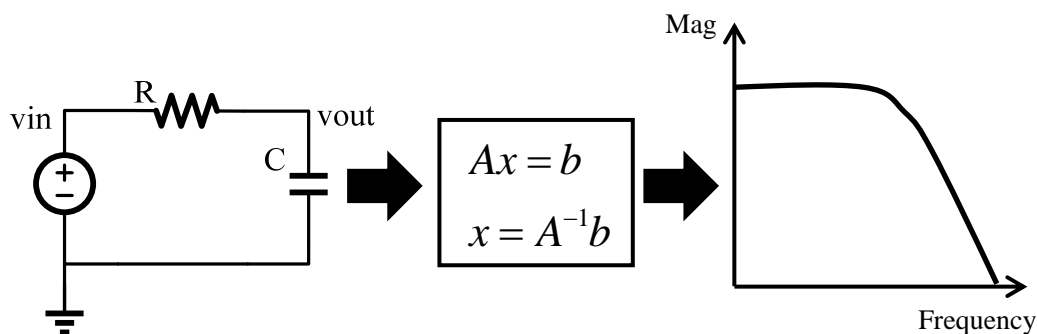 vin
R
vout
C
+
−
Ax = b
x = A⁻¹b
Mag
Frequency